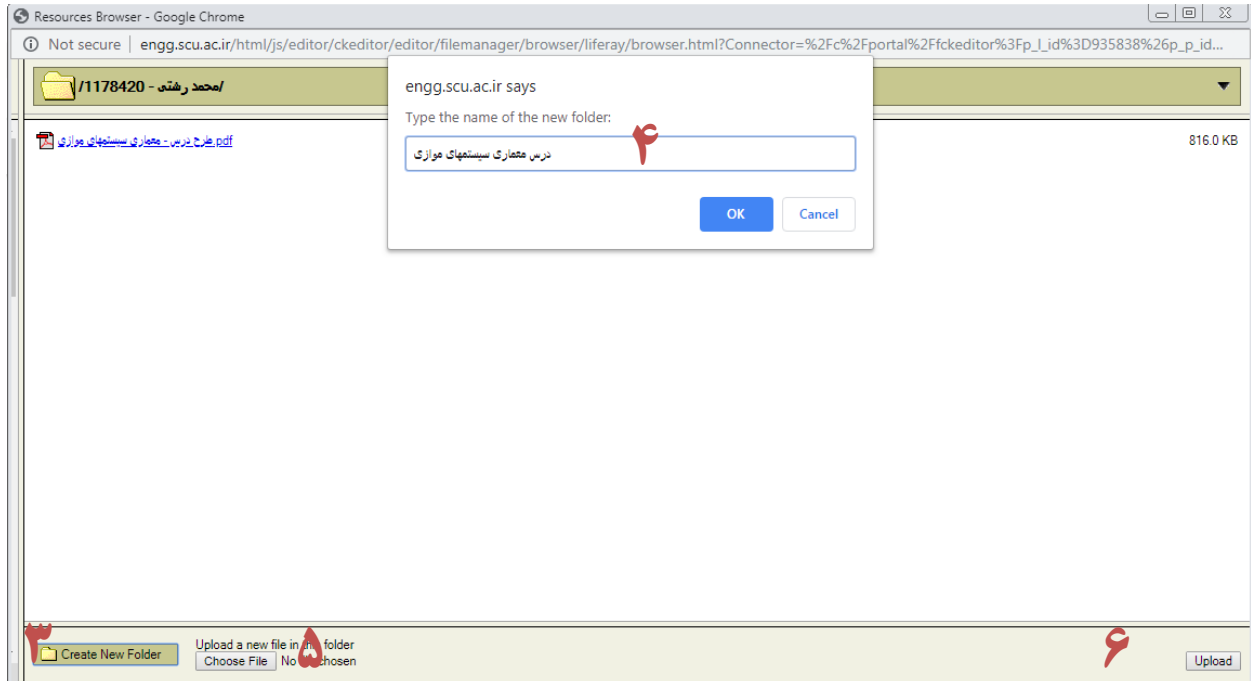 Resources Browser - Google Chrome
Not secure | engg.scu.ac.ir/html/js/editor/ckeditor/editor/filemanager/browser/liferay/browser.html?Connector=%2Fc%2Fportal%2Ffckeditor%3Fp_l_id%3D935838%26p_p_id...
/محمد رشتی - 1178420/
engg.scu.ac.ir says
Type the name of the new folder:
۴
درس معماری سیستمهای موازی
OK Cancel
طرح درس - معماری سیستمهای موازی.pdf
816.0 KB
۳
Create New Folder
Upload a new file in folder
۵
Choose File No chosen
۶
Upload